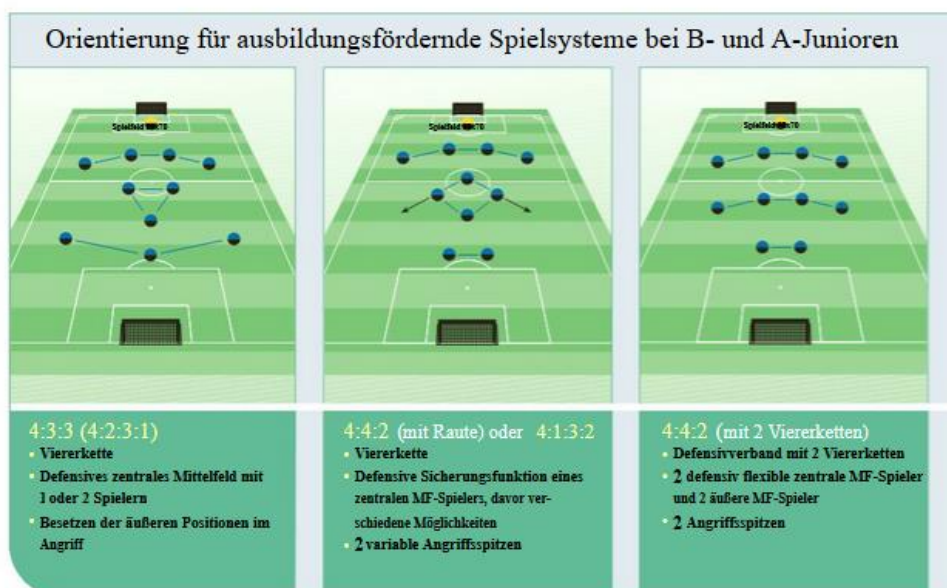 Orientierung für ausbildungsfördernde Spielsysteme bei B- und A-Junioren
Spielfeld
Spielfeld
Spielfeld
4:3:3 (4:2:3:1)
• Viererkette
• Defensives zentrales Mittelfeld mit
1 oder 2 Spielern
• Besetzen der äußeren Positionen im
Angriff
4:4:2 (mit Raute) oder 4:1:3:2
• Viererkette
• Defensive Sicherungsfunktion eines
zentralen MF-Spielers, davor ver-
schiedene Möglichkeiten
• 2 variable Angriffsspitzen
4:4:2 (mit 2 Viererketten)
• Defensivverband mit 2 Viererketten
• 2 defensiv flexible zentrale MF-Spieler
und 2 äußere MF-Spieler
• 2 Angriffsspitzen